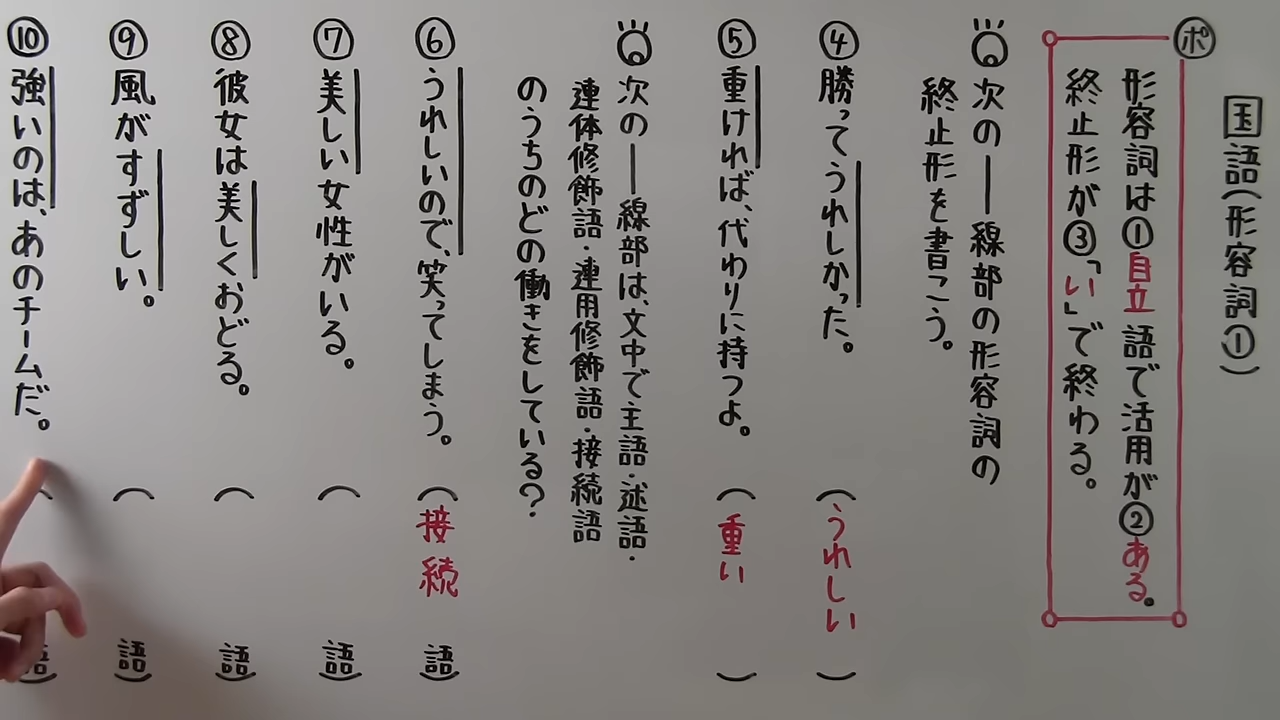 国語(形容詞①)
ポ
形容詞は①自立語で活用が②ある。
終止形が③「い」で終わる。
次の―線部の形容詞の
終止形を書こう。
④勝ってうれしかった。(うれしい)
⑤重ければ、代わりに持つよ。(重い)
次の―線部は、文中で主語・述語・
連体修飾語・連用修飾語・接続語
のうちのどの働きをしている?
⑥うれしいので、笑ってしまう。(接続語)
⑦美しい女性がいる。(語)
⑧彼女は美しくおどる。(語)
⑨風がすずしい。(語)
⑩強いのは、あのチームだ。(語)